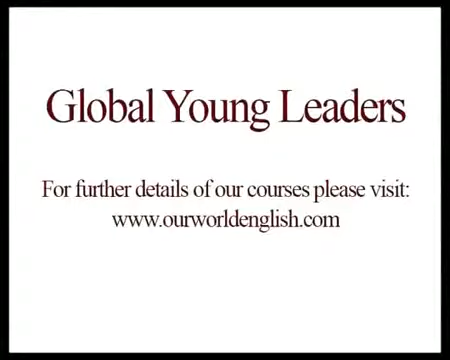 Global Young Leaders
For further details of our courses please visit:
www.ourworldenglish.com